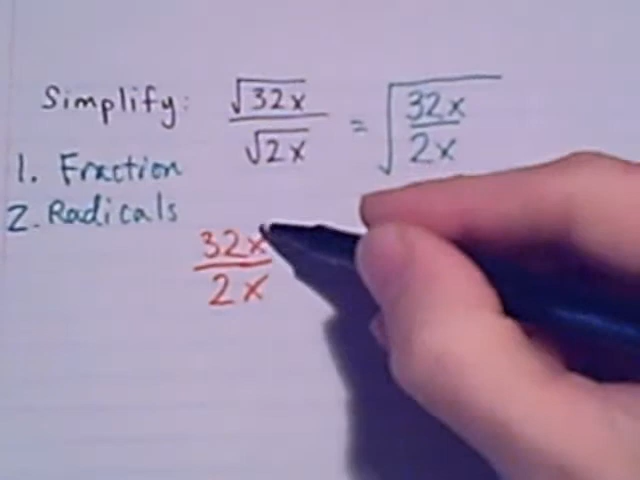 Simplify: √32x / √2x = √(32x / 2x)
1. Fraction
2. Radicals
32x / 2x